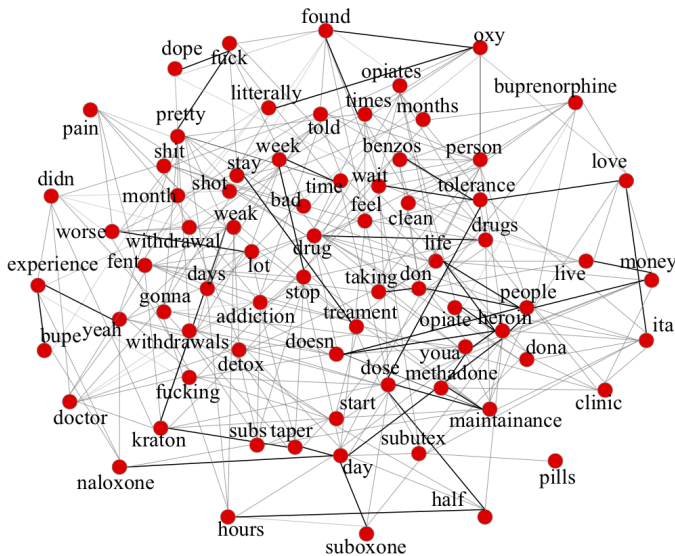 found
oxy
dope
fuck
opiates
litterally
times
months
buprenorphine
pain
pretty
told
shit
week
benzos
person
love
stay
didn
month
shot
time
wait
tolerance
bad
feel
clean
worse
withdrawal
weak
drug
drugs
life
experience
fent
lot
days
stop
taking
don
live
money
gonna
addiction
treament
people
bupe
yeah
withdrawals
doesn
opiate
heroin
ita
detox
youa
dona
dose
methadone
fucking
doctor
start
maintainance
clinic
kraton
subs
taper
subutex
naloxone
day
pills
half
hours
suboxone